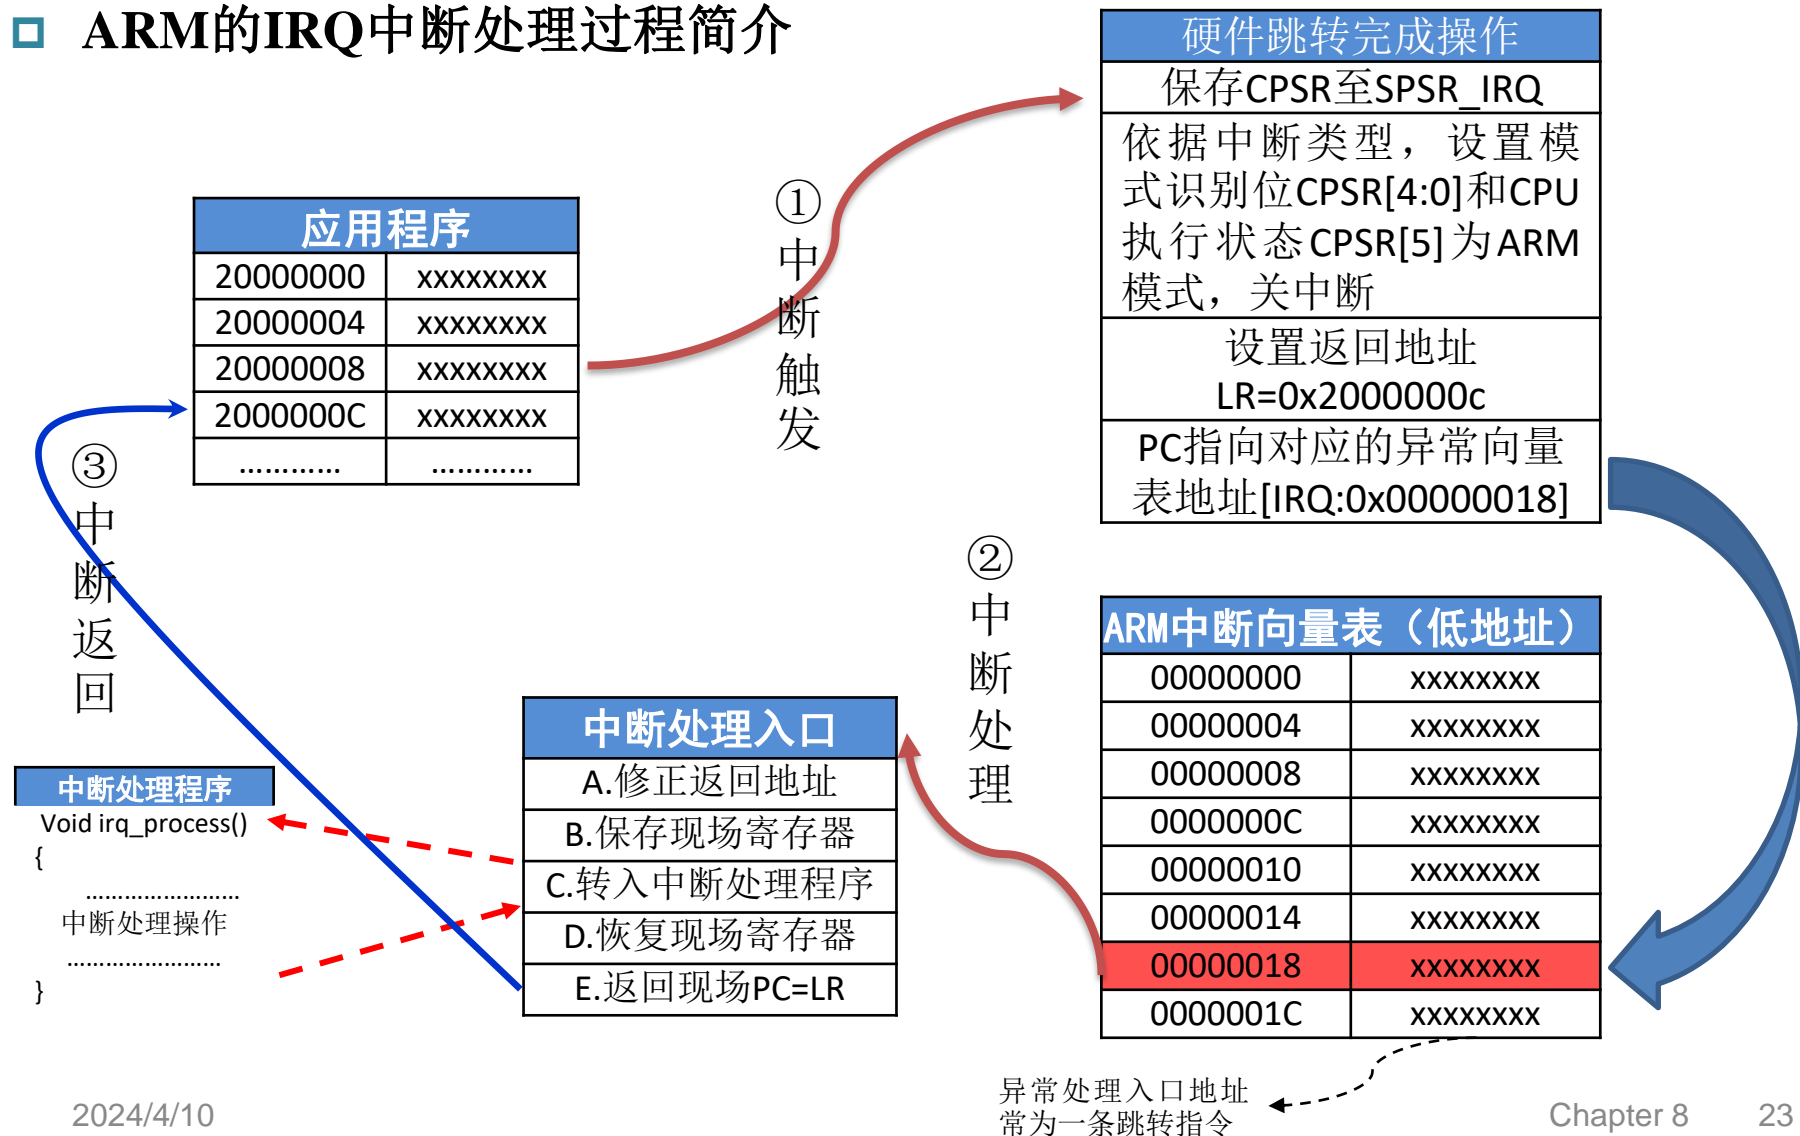 ARM的IRQ中断处理过程简介
硬件跳转完成操作
保存CPSR至SPSR_IRQ
依据中断类型，设置模
式识别位CPSR[4:0]和CPU
执行状态CPSR[5]为ARM
模式，关中断
设置返回地址
LR=0x2000000c
PC指向对应的异常向量
表地址[IRQ:0x00000018]
①中断触发
应用程序
20000000 xxxxxxxx
20000004 xxxxxxxx
20000008 xxxxxxxx
2000000C xxxxxxxx
………… …………
③中断返回
②中断处理
ARM中断向量表（低地址）
00000000 xxxxxxxx
00000004 xxxxxxxx
00000008 xxxxxxxx
0000000C xxxxxxxx
00000010 xxxxxxxx
00000014 xxxxxxxx
00000018 xxxxxxxx
0000001C xxxxxxxx
中断处理入口
A.修正返回地址
B.保存现场寄存器
C.转入中断处理程序
D.恢复现场寄存器
E.返回现场PC=LR
中断处理程序
Void irq_process()
{
……………………
中断处理操作
……………………
}
异常处理入口地址
常为一条跳转指令
2024/4/10
Chapter 8
23